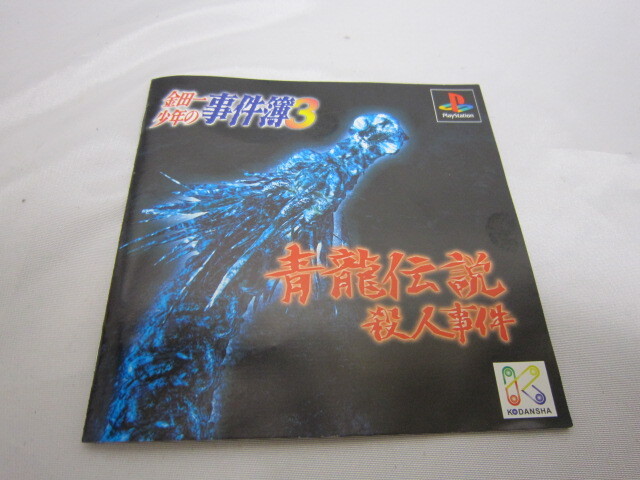 金田一
少年の
事件簿3
PlayStation
青龍伝説
殺人事件
KODANSHA